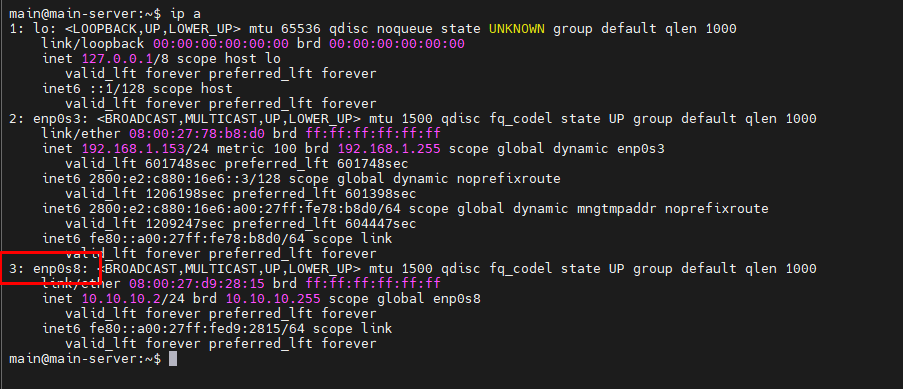 main@main-server:~$ ip a
1: lo: <LOOPBACK,UP,LOWER_UP> mtu 65536 qdisc noqueue state UNKNOWN group default qlen 1000
link/loopback 00:00:00:00:00:00 brd 00:00:00:00:00:00
inet 127.0.0.1/8 scope host lo
valid_lft forever preferred_lft forever
inet6 ::1/128 scope host
valid_lft forever preferred_lft forever
2: enp0s3: <BROADCAST,MULTICAST,UP,LOWER_UP> mtu 1500 qdisc fq_codel state UP group default qlen 1000
link/ether 08:00:27:78:b8:d0 brd ff:ff:ff:ff:ff:ff
inet 192.168.1.153/24 metric 100 brd 192.168.1.255 scope global dynamic enp0s3
valid_lft 601748sec preferred_lft 601748sec
inet6 2800:e2:c880:16e6::3/128 scope global dynamic noprefixroute
valid_lft 1206198sec preferred_lft 601398sec
inet6 2800:e2:c880:16e6:a00:27ff:fe78:b8d0/64 scope global dynamic mngtmpaddr noprefixroute
valid_lft 1209247sec preferred_lft 604447sec
inet6 fe80::a00:27ff:fe78:b8d0/64 scope link
valid_lft forever preferred_lft forever
3: enp0s8: <BROADCAST,MULTICAST,UP,LOWER_UP> mtu 1500 qdisc fq_codel state UP group default qlen 1000
link/ether 08:00:27:d9:28:15 brd ff:ff:ff:ff:ff:ff
inet 10.10.10.2/24 brd 10.10.10.255 scope global enp0s8
valid_lft forever preferred_lft forever
inet6 fe80::a00:27ff:fed9:2815/64 scope link
valid_lft forever preferred_lft forever
main@main-server:~$